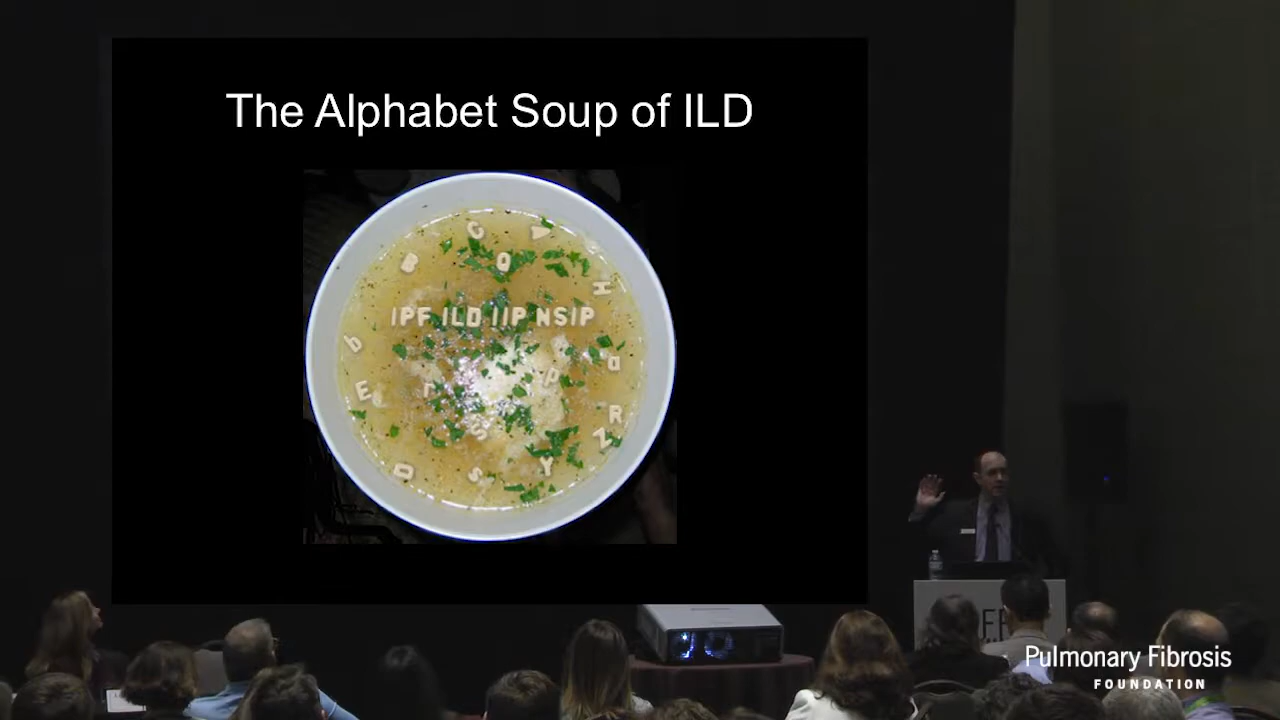 The Alphabet Soup of ILD
C
B O
H
IPF ILD IIP NSIP
b
a
E r p
R
S Z
D s Y
Pulmonary Fibrosis
FOUNDATION